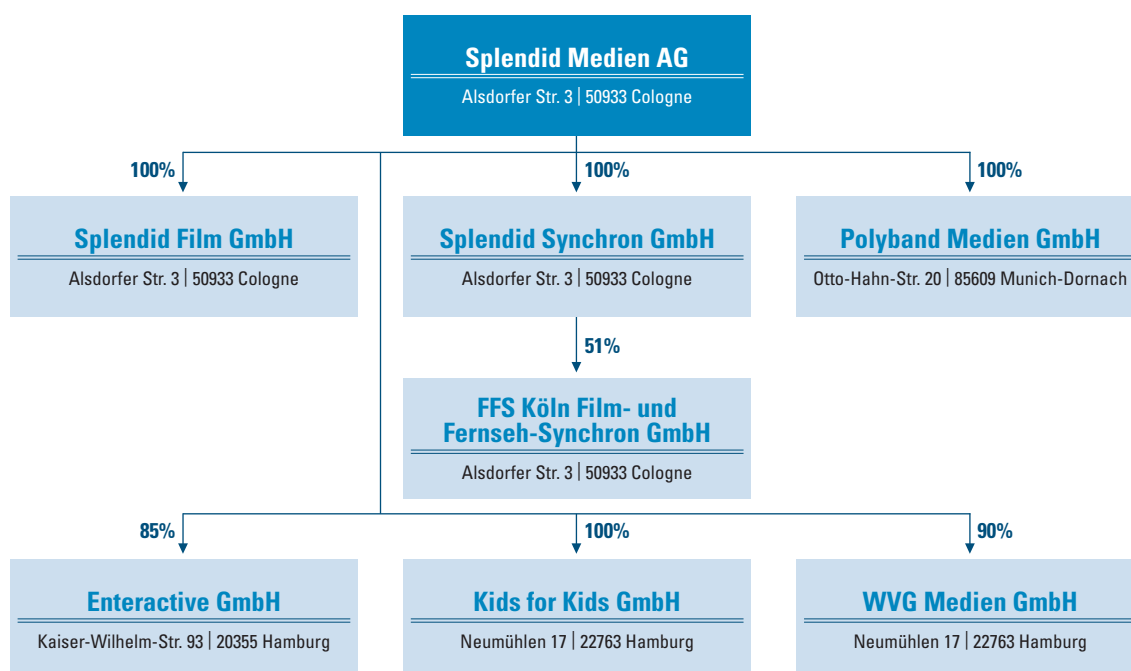 Splendid Medien AG
Alsdorfer Str. 3 | 50933 Cologne
100%
100%
100%
Splendid Film GmbH
Alsdorfer Str. 3 | 50933 Cologne
Splendid Synchron GmbH
Alsdorfer Str. 3 | 50933 Cologne
Polyband Medien GmbH
Otto-Hahn-Str. 20 | 85609 Munich-Dornach
51%
FFS Köln Film- und
Fernseh-Synchron GmbH
Alsdorfer Str. 3 | 50933 Cologne
85%
100%
90%
Enteractive GmbH
Kaiser-Wilhelm-Str. 93 | 20355 Hamburg
Kids for Kids GmbH
Neumühlen 17 | 22763 Hamburg
WVG Medien GmbH
Neumühlen 17 | 22763 Hamburg